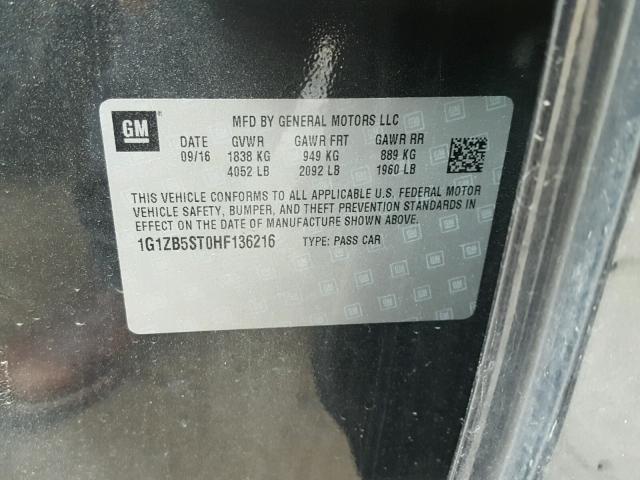 GM
MFD BY GENERAL MOTORS LLC
DATE GVWR GAWR FRT GAWR RR
09/16 1838 KG 949 KG 889 KG
4052 LB 2092 LB 1960 LB
THIS VEHICLE CONFORMS TO ALL APPLICABLE U.S. FEDERAL MOTOR
VEHICLE SAFETY, BUMPER, AND THEFT PREVENTION STANDARDS IN
EFFECT ON THE DATE OF MANUFACTURE SHOWN ABOVE.
1G1ZB5ST0HF136216 TYPE: PASS CAR